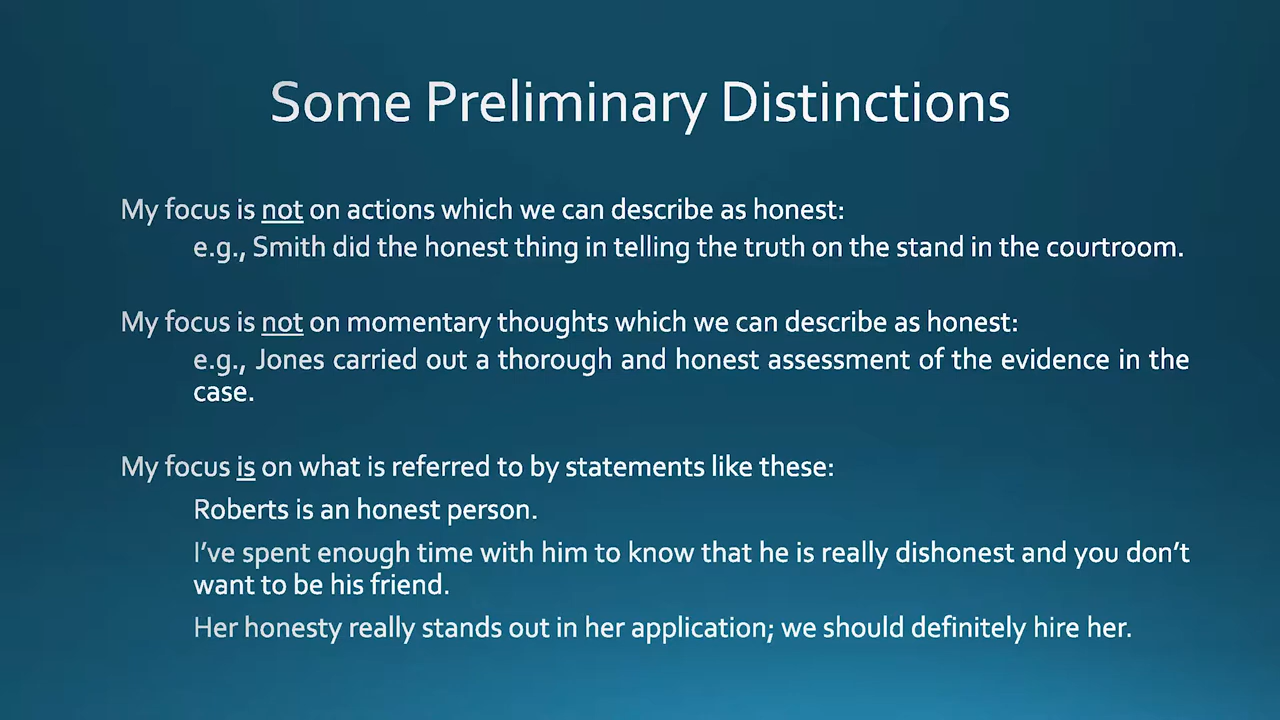 Some Preliminary Distinctions
My focus is not on actions which we can describe as honest:
e.g., Smith did the honest thing in telling the truth on the stand in the courtroom.
My focus is not on momentary thoughts which we can describe as honest:
e.g., Jones carried out a thorough and honest assessment of the evidence in the
case.
My focus is on what is referred to by statements like these:
Roberts is an honest person.
I’ve spent enough time with him to know that he is really dishonest and you don’t
want to be his friend.
Her honesty really stands out in her application; we should definitely hire her.